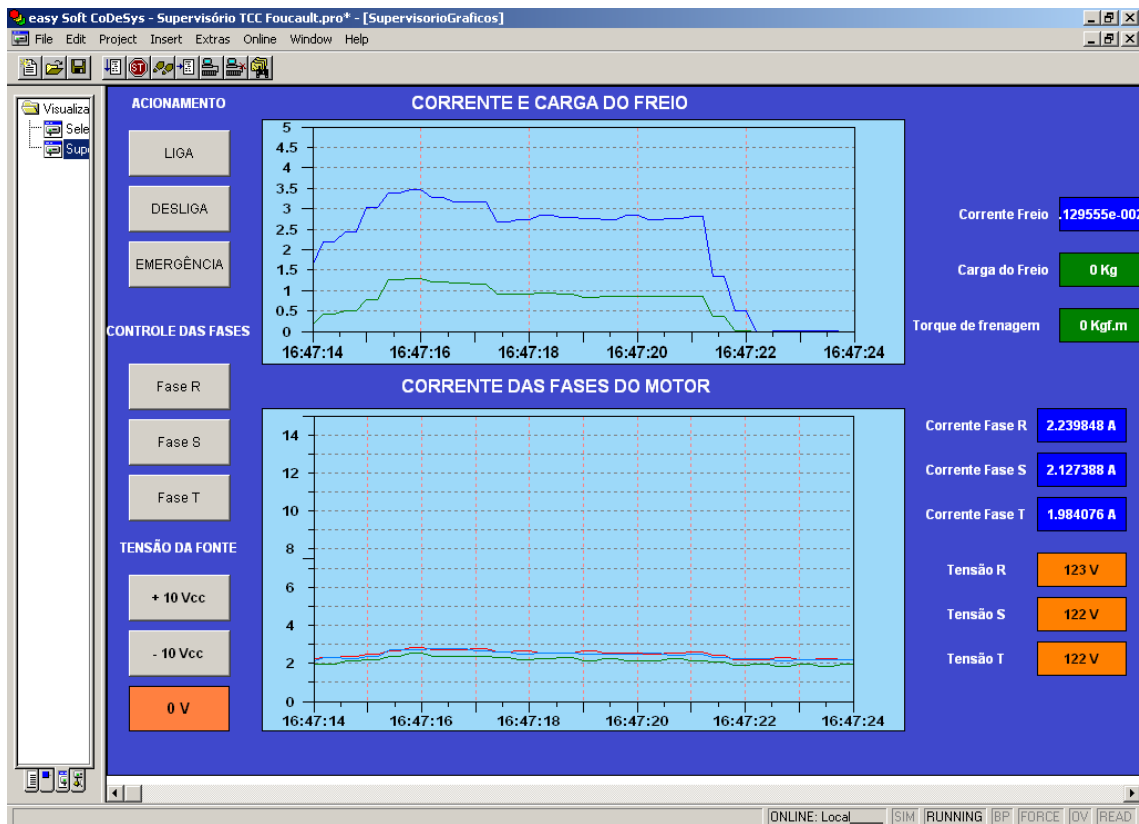 easy Soft CoDeSys - Supervisório TCC Foucault.pro* - [SupervisorioGraficos]
File Edit Project Insert Extras Online Window Help
ST
Visualiza
Sele
Supe
ACIONAMENTO
LIGA
DESLIGA
EMERGÊNCIA
CONTROLE DAS FASES
Fase R
Fase S
Fase T
TENSÃO DA FONTE
+ 10 Vcc
- 10 Vcc
0 V
CORRENTE E CARGA DO FREIO
5
4.5
4
3.5
3
2.5
2
1.5
1
0.5
0
16:47:14 16:47:16 16:47:18 16:47:20 16:47:22 16:47:24
CORRENTE DAS FASES DO MOTOR
14
12
10
8
6
4
2
0
16:47:14 16:47:16 16:47:18 16:47:20 16:47:22 16:47:24
Corrente Freio .129555e-002
Carga do Freio 0 Kg
Torque de frenagem 0 Kgf.m
Corrente Fase R 2.239848 A
Corrente Fase S 2.127388 A
Corrente Fase T 1.984076 A
Tensão R 123 V
Tensão S 122 V
Tensão T 122 V
ONLINE: Local_____ SIM RUNNING BP FORCE OV READ